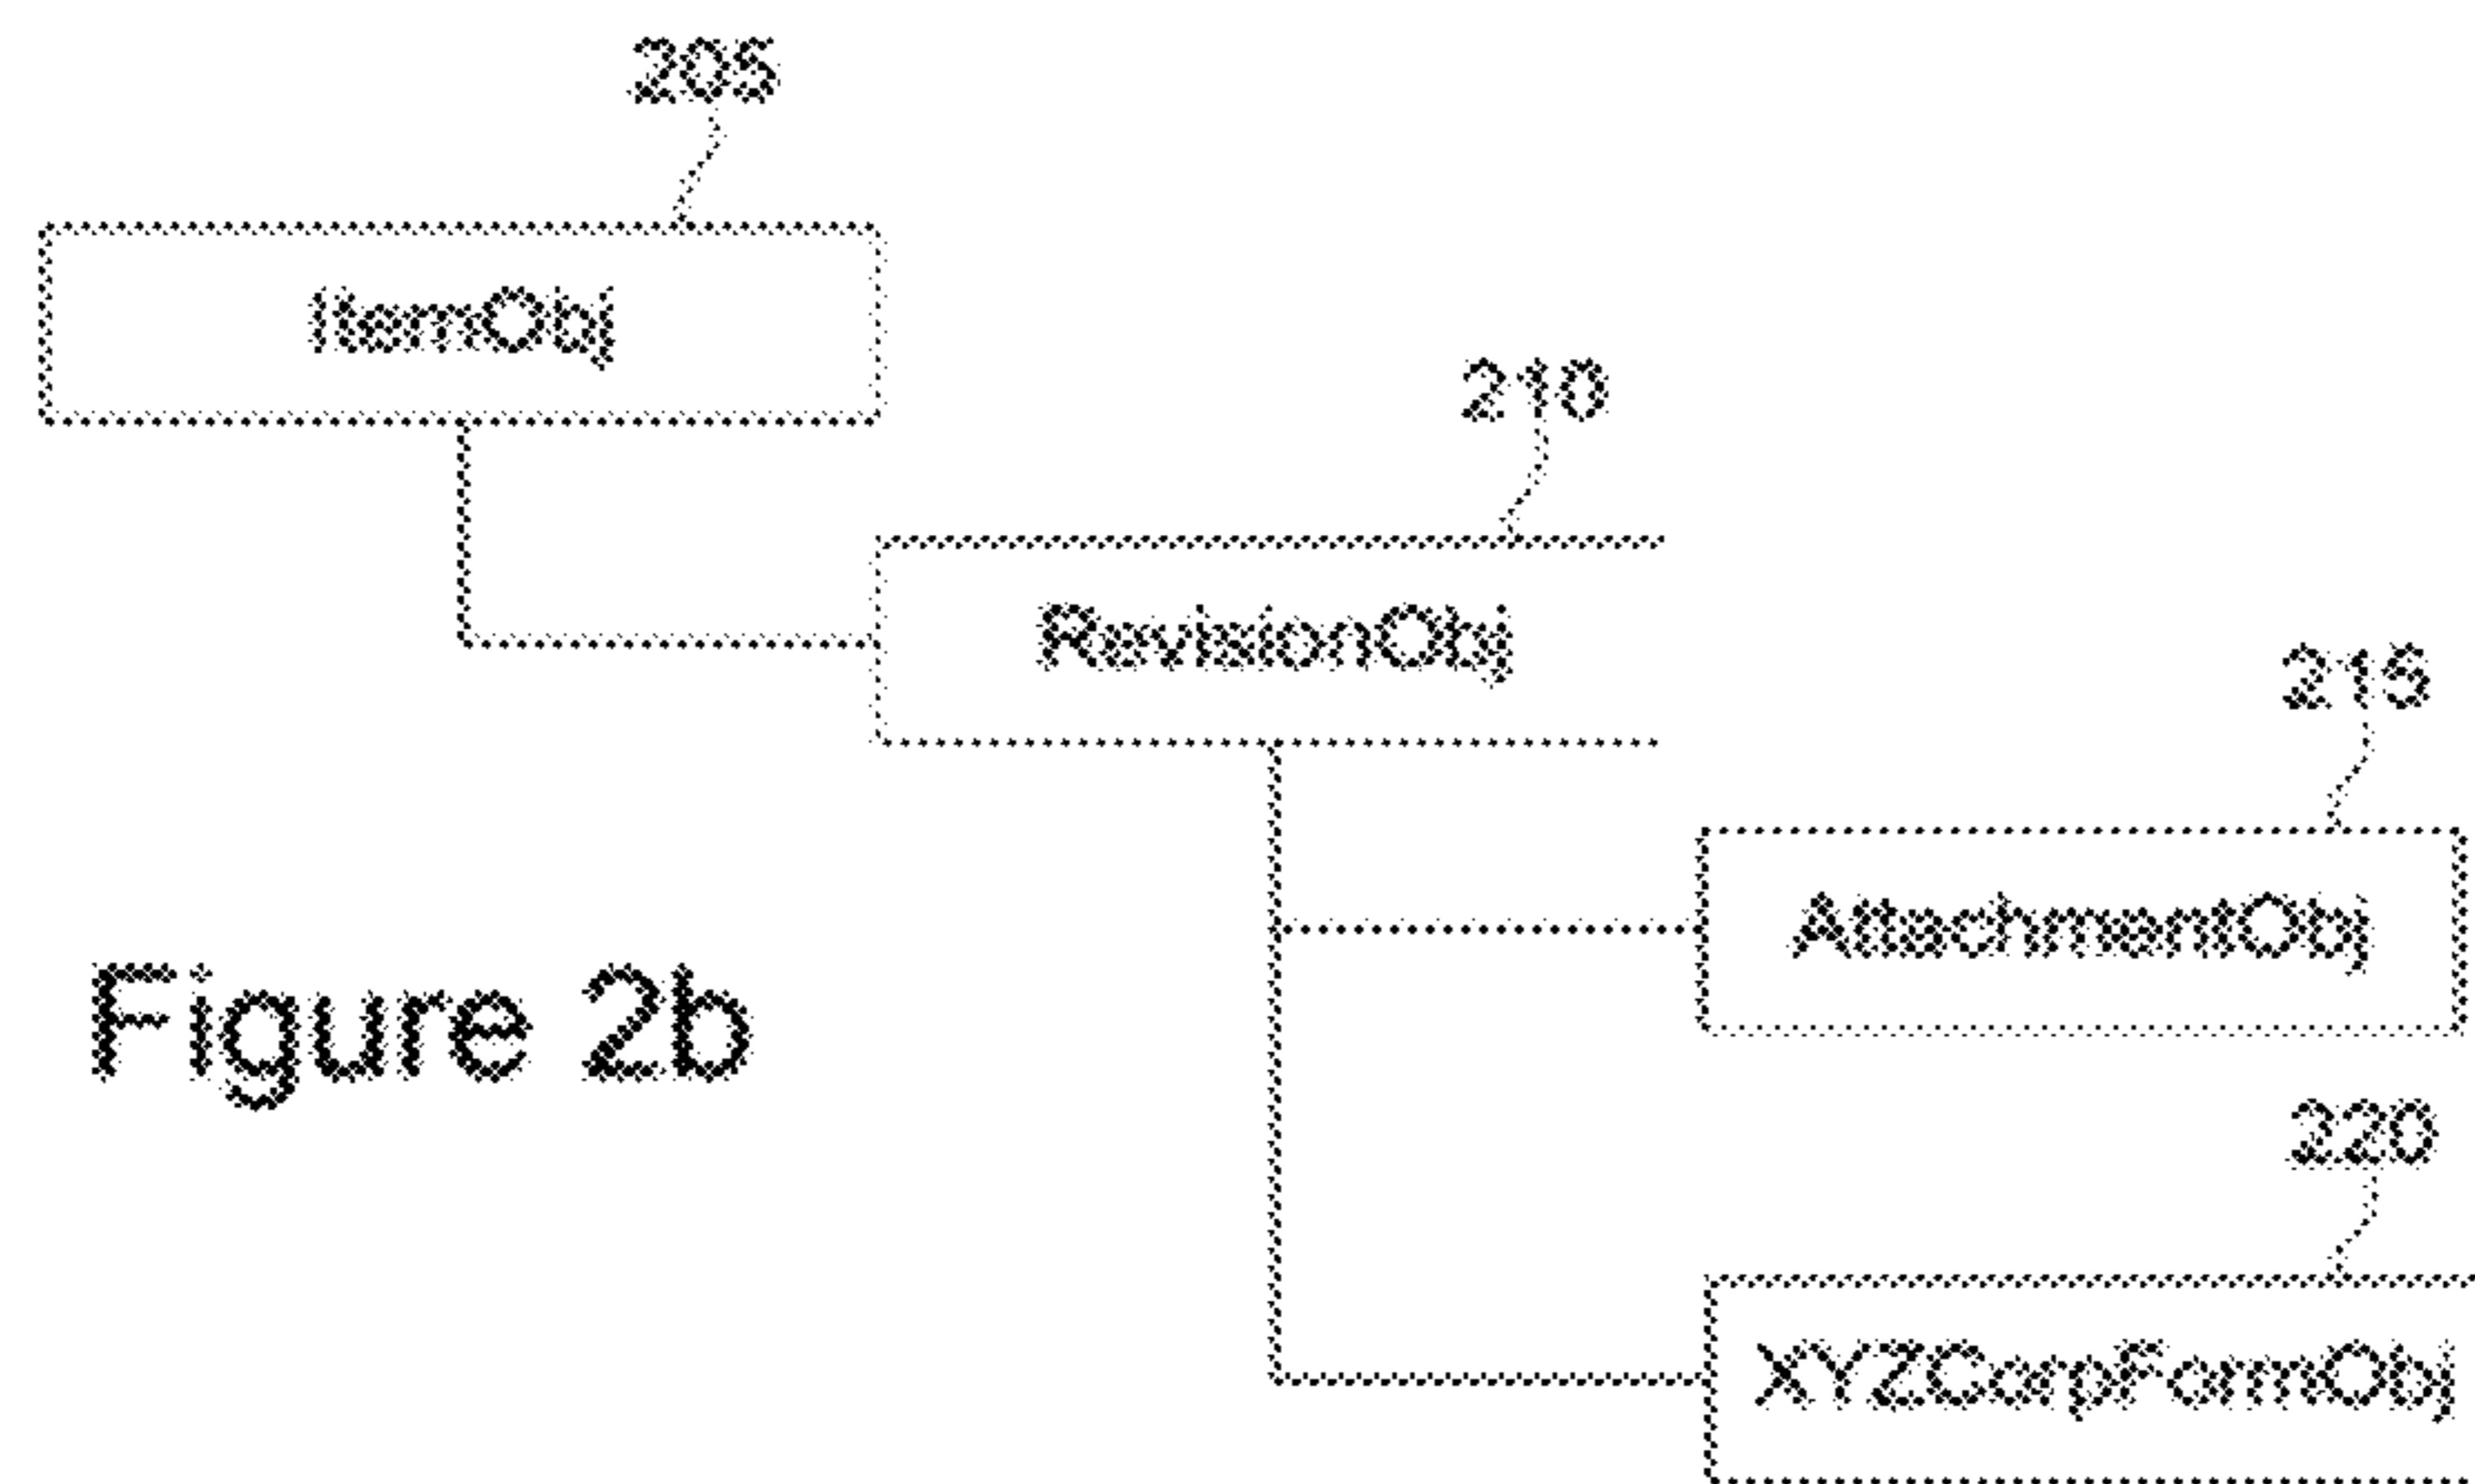 205
ItemObj
210
RevisionObj
215
AttachmentObj
Figure 2b
220
XYZCorpFormObj